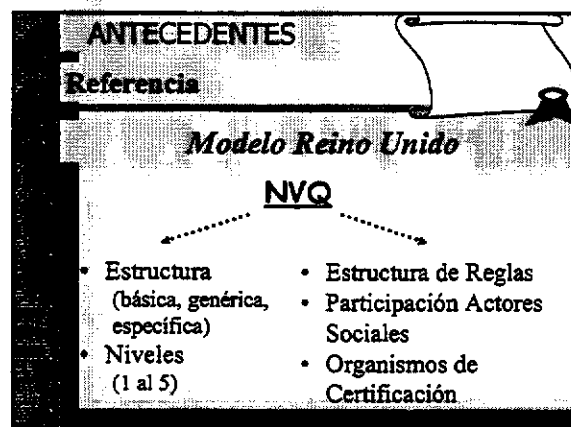 ANTECEDENTES
Referencia
Modelo Reino Unido
NVQ
• Estructura
(básica, genérica,
específica)
• Niveles
(1 al 5)
• Estructura de Reglas
• Participación Actores
Sociales
• Organismos de
Certificación